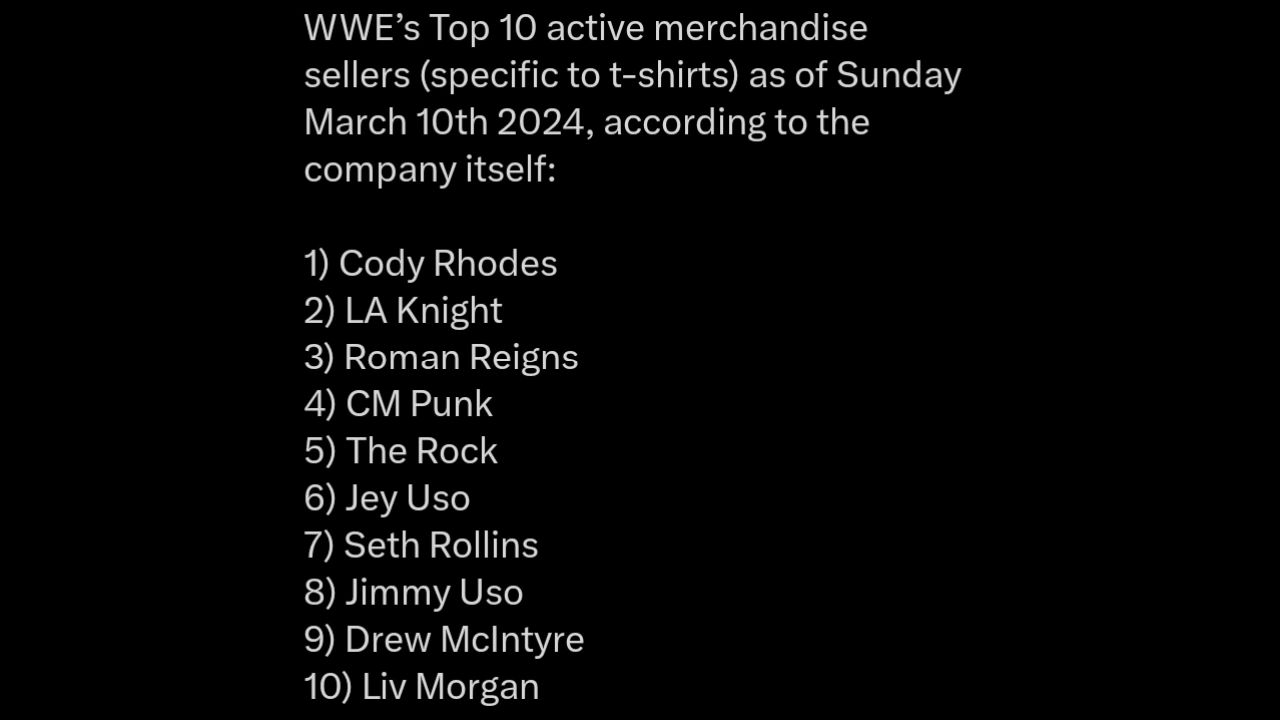 WWE’s Top 10 active merchandise
sellers (specific to t-shirts) as of Sunday
March 10th 2024, according to the
company itself:
1) Cody Rhodes
2) LA Knight
3) Roman Reigns
4) CM Punk
5) The Rock
6) Jey Uso
7) Seth Rollins
8) Jimmy Uso
9) Drew McIntyre
10) Liv Morgan